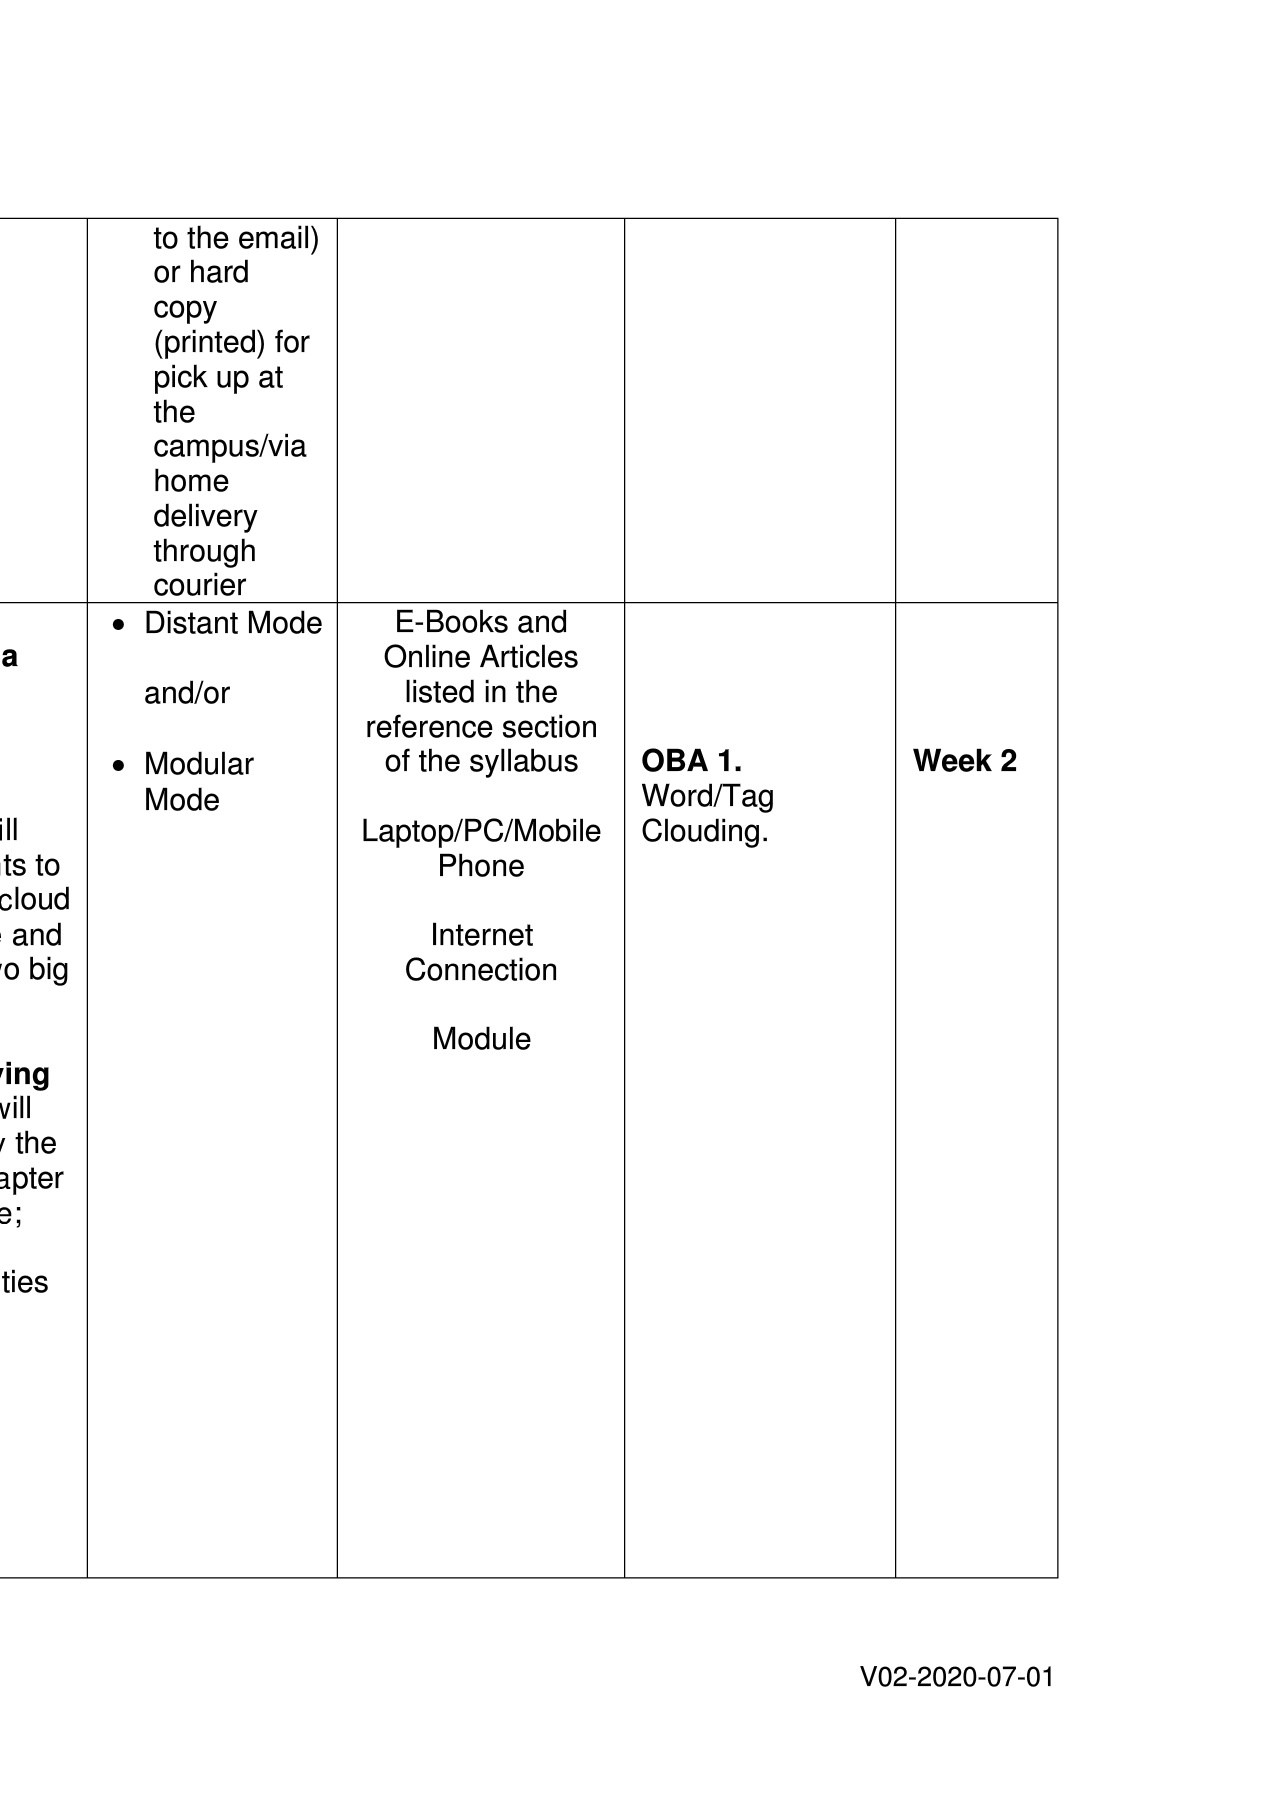 to the email)
or hard
copy
(printed) for
pick up at
the
campus/via
home
delivery
through
courier
a
ill
ts to
cloud
and
o big
ing
will
the
apter
e;
ties
• Distant Mode
and/or
• Modular
Mode
E-Books and
Online Articles
listed in the
reference section
of the syllabus
Laptop/PC/Mobile
Phone
Internet
Connection
Module
OBA 1.
Word/Tag
Clouding.
Week 2
V02-2020-07-01